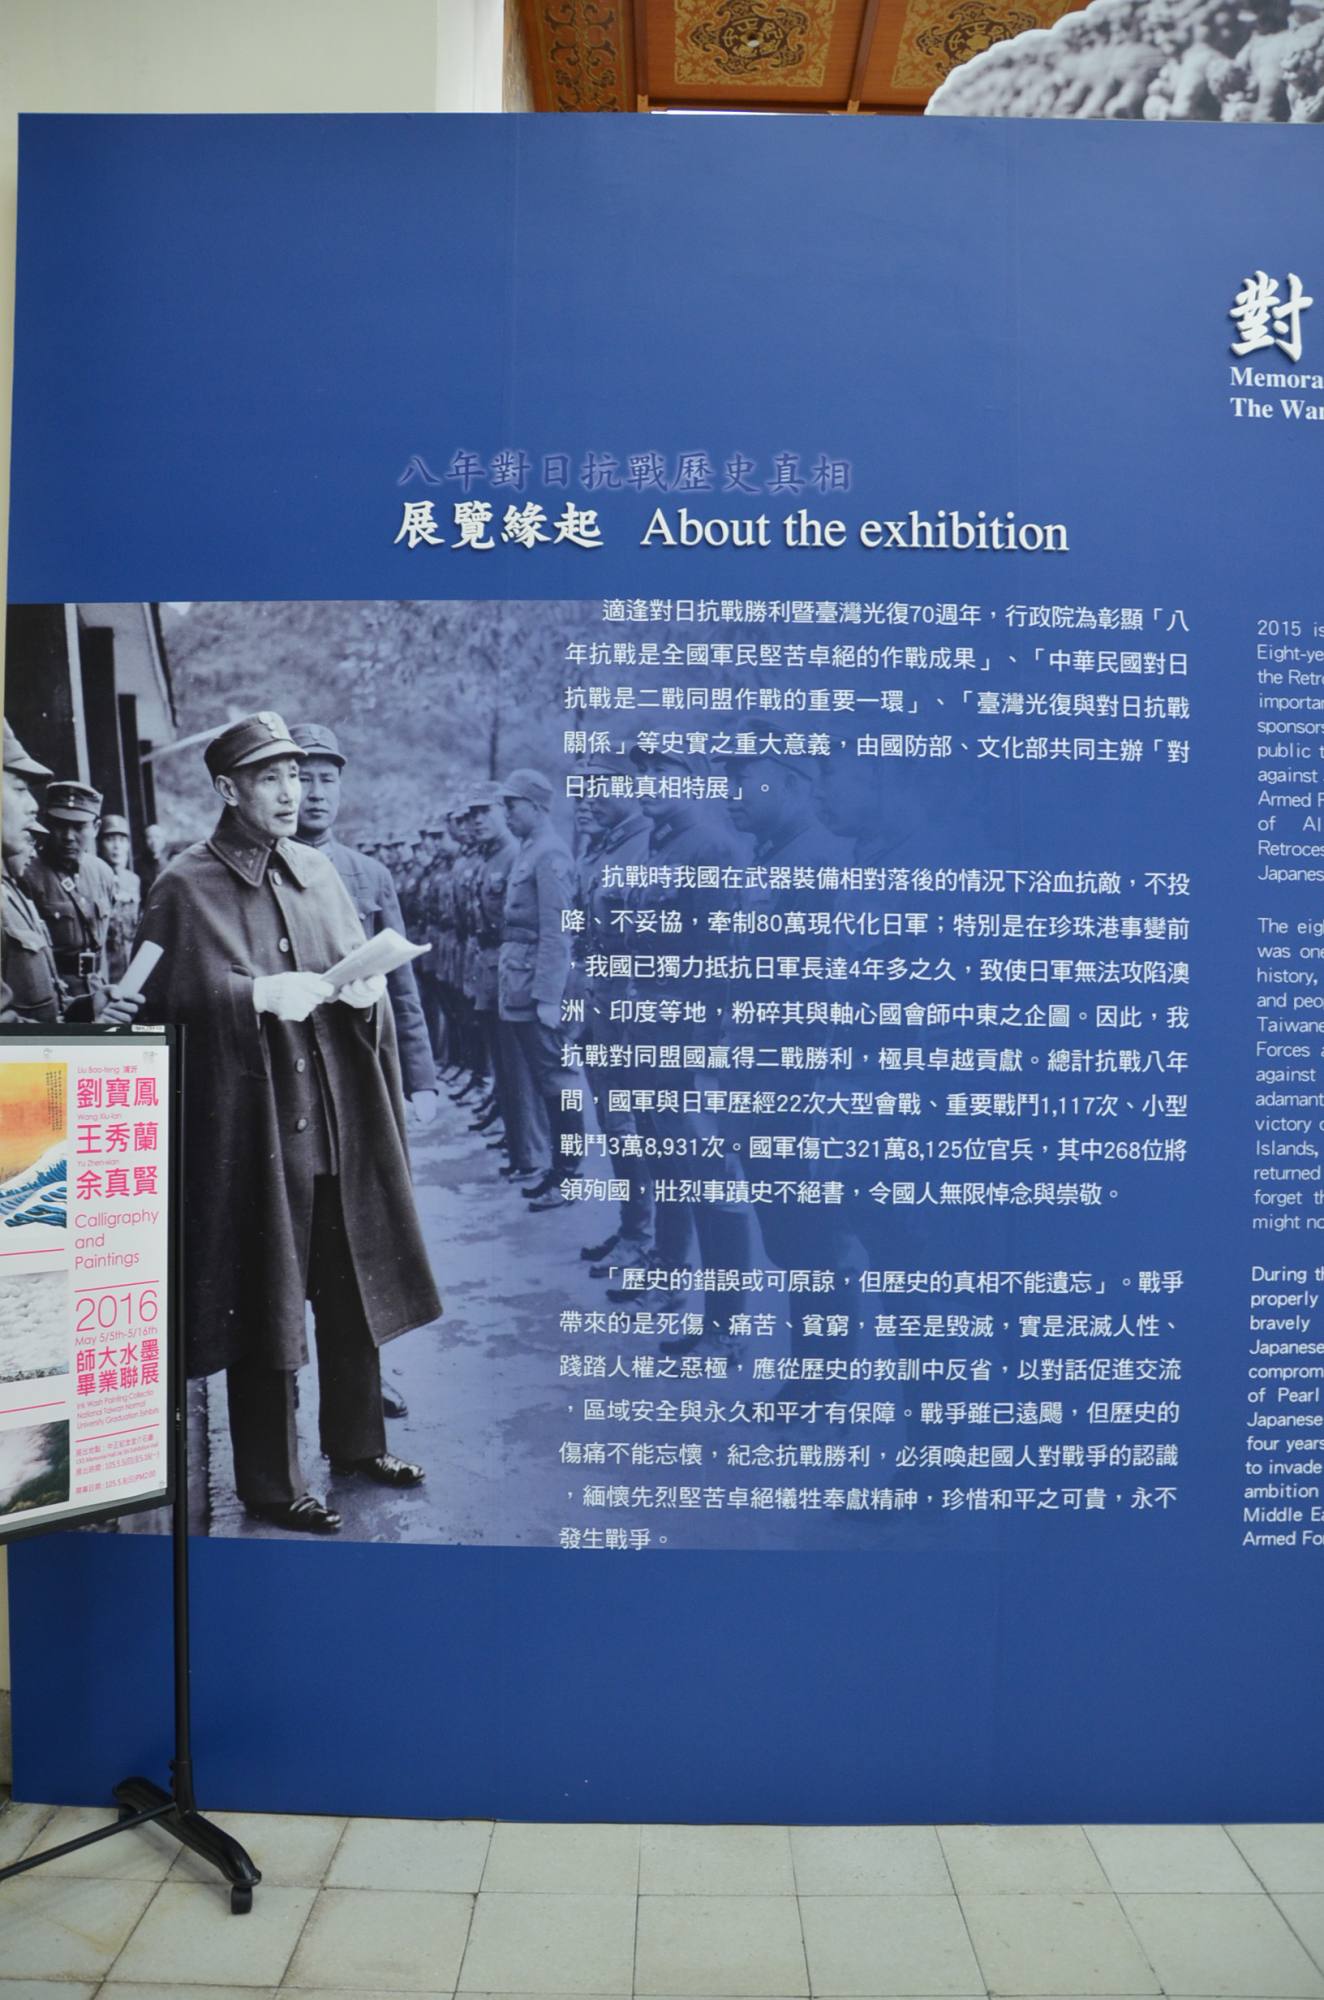 對
Memora
The War
八年對日抗戰歷史真相
展覽緣起 About the exhibition
適逢對日抗戰勝利暨臺灣光復70週年，行政院為彰顯「八
年抗戰是全國軍民堅苦卓絕的作戰成果」、「中華民國對日
抗戰是二戰同盟作戰的重要一環」、「臺灣光復與對日抗戰
關係」等史實之重大意義，由國防部、文化部共同主辦「對
日抗戰真相特展」。
抗戰時我國在武器裝備相對落後的情況下浴血抗敵，不投
降、不妥協，牽制80萬現代化日軍；特別是在珍珠港事變前
，我國已獨力抵抗日軍長達4年多之久，致使日軍無法攻陷澳
洲、印度等地，粉碎其與軸心國會師中東之企圖。因此，我
抗戰對同盟國贏得二戰勝利，極具卓越貢獻。總計抗戰八年
間，國軍與日軍歷經22次大型會戰、重要戰鬥1,117次、小型
戰鬥3萬8,931次。國軍傷亡321萬8,125位官兵，其中268位將
領殉國，壯烈事蹟史不絕書，令國人無限悼念與崇敬。
「歷史的錯誤或可原諒，但歷史的真相不能遺忘」。戰爭
帶來的是死傷、痛苦、貧窮，甚至是毀滅，實是泯滅人性、
踐踏人權之惡極，應從歷史的教訓中反省，以對話促進交流
，區域安全與永久和平才有保障。戰爭雖已遠颺，但歷史的
傷痛不能忘懷，紀念抗戰勝利，必須喚起國人對戰爭的認識
，緬懷先烈堅苦卓絕犧牲奉獻精神，珍惜和平之可貴，永不
發生戰爭。
2015 is
Eight-ye
the Retro
importan
sponsors
public t
against
Armed F
of Al
Retroces
Japanes
The eigh
was one
history,
and peop
Taiwane
Forces a
against
adamant
victory o
Islands,
returned
forget th
might no
During th
properly
bravely
Japanese
comprom
of Pearl
Japanese
four years
to invade
ambition
Middle Ea
Armed For
Liu Bao-feng 濮沂
劉寶鳳
Wang Xiu-lan
王秀蘭
Yu Zhen-xian
余真賢
Calligraphy
and
Paintings
2016
May 5/5th-5/16th
師大水墨
畢業聯展
Ink Wash Painting Collectio
National Taiwan Normal
University Graduation Exhibiti